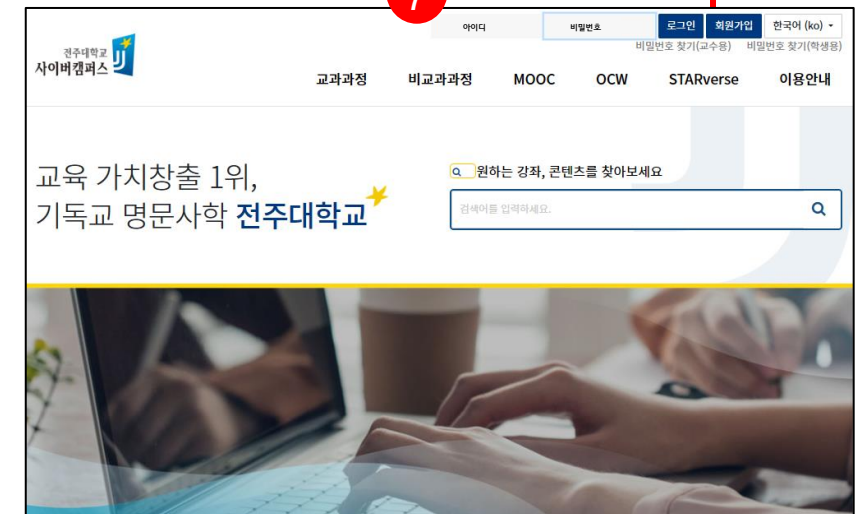 1
아이디 비밀번호 로그인 회원가입 한국어 (ko)
비밀번호 찾기(교수용) 비밀번호 찾기(학생용)
전주대학교
사이버캠퍼스
교과과정 비교과과정 MOOC OCW STARverse 이용안내
교육 가치창출 1위,
기독교 명문사학 전주대학교
원하는 강좌, 콘텐츠를 찾아보세요
검색어를 입력하세요.